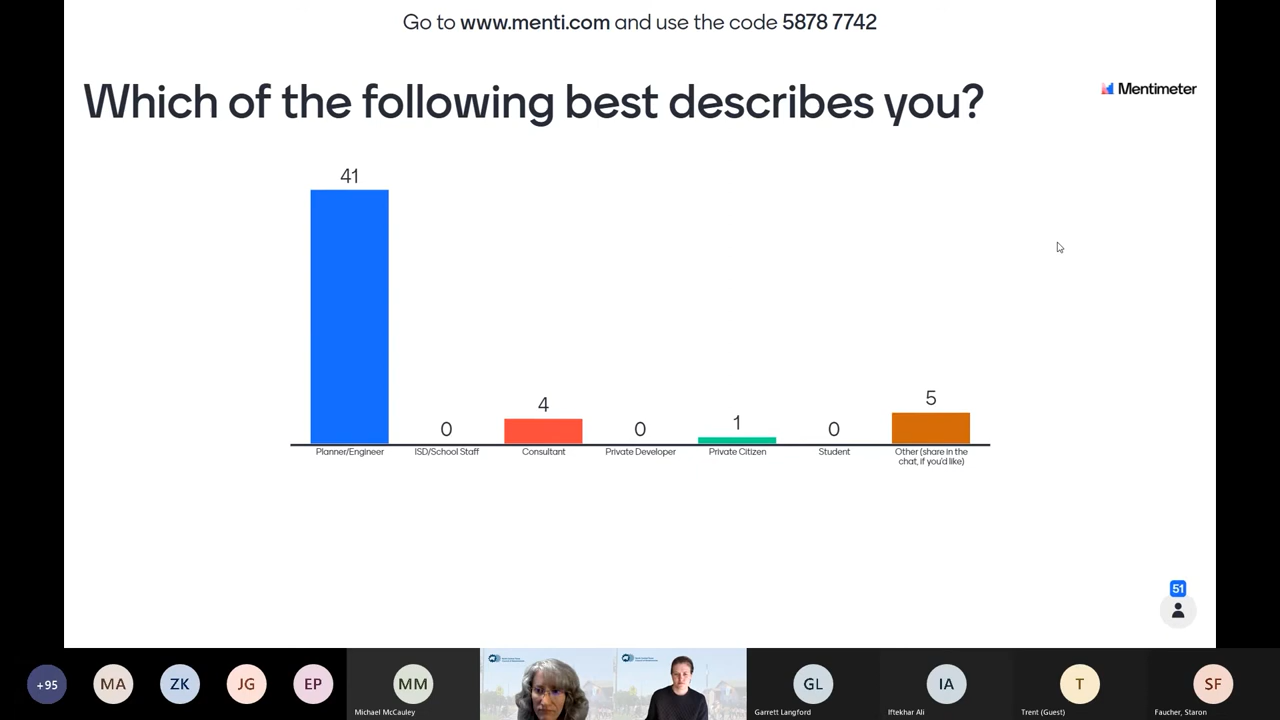 Go to www.menti.com and use the code 5878 7742
Which of the following best describes you?
Mentimeter
41
0
4
0
1
0
5
Planner/Engineer
ISD/School Staff
Consultant
Private Developer
Private Citizen
Student
Other (share in the
chat, if you'd like)
51
+95
MA
ZK
JG
EP
MM
Michael McCauley
GL
Garrett Langford
IA
Iftekhar Ali
T
Trent (Guest)
SF
Faucher, Staron